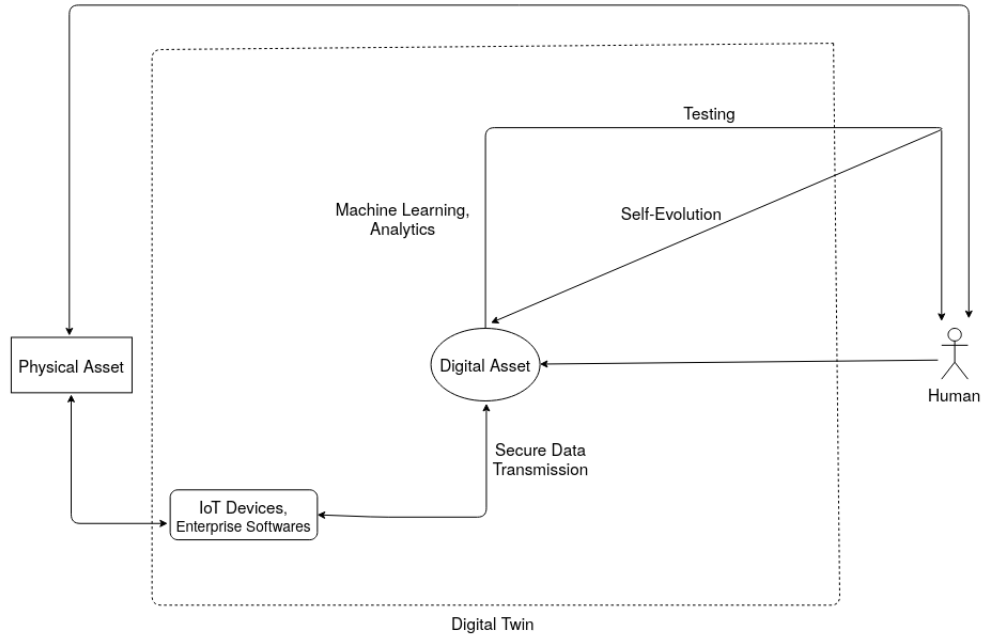 Testing
Machine Learning,
Analytics
Self-Evolution
Physical Asset
Digital Asset
Human
Secure Data
Transmission
IoT Devices,
Enterprise Softwares
Digital Twin